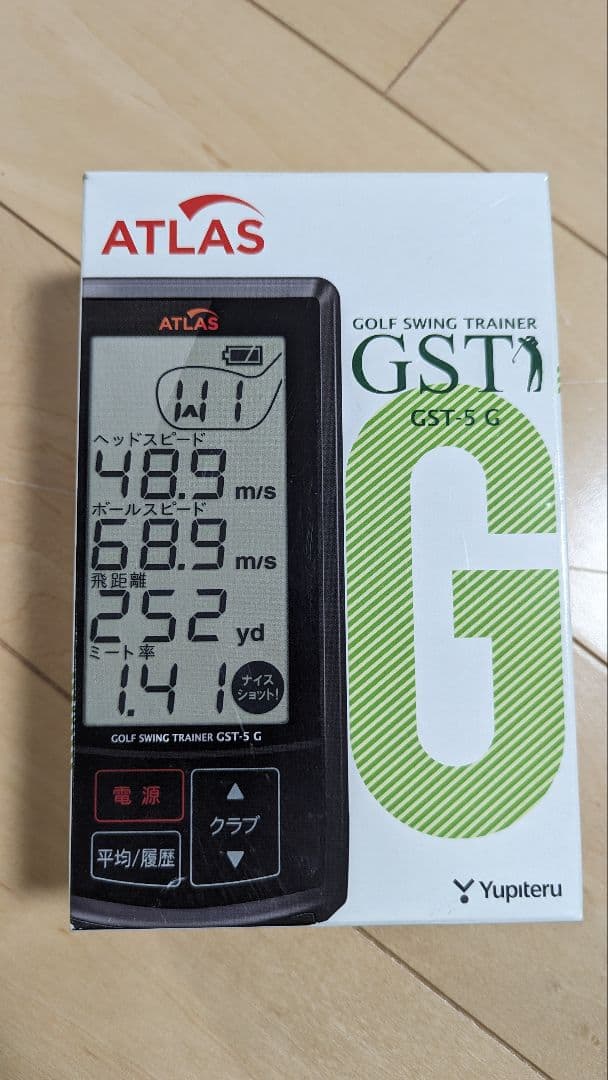 ATLAS
ATLAS
W1
ヘッドスピード
48.9 m/s
ボールスピード
68.9 m/s
飛距離
252 yd
ミート率
1.41 ナイス
ショット!
GOLF SWING TRAINER GST-5 G
電源
平均/履歴
▲
クラブ
▼
GOLF SWING TRAINER
GST
GST-5 G
G
Yupiteru